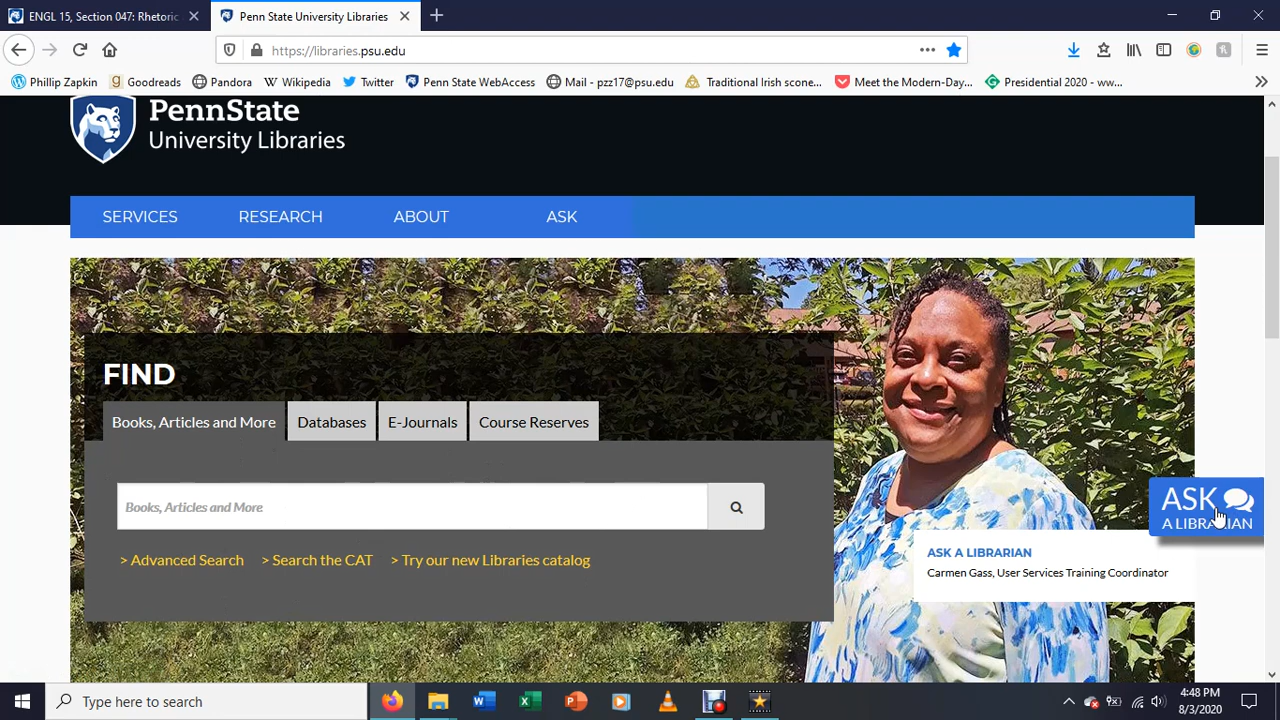 ENGL 15, Section 047: Rhetoric
Penn State University Libraries
https://libraries.psu.edu
Phillip Zapkin
Goodreads
Pandora
Wikipedia
Twitter
Penn State WebAccess
Mail - pzz17@psu.edu
Traditional Irish scone...
Meet the Modern-Day...
Presidential 2020 - ww...
PennState
University Libraries
SERVICES
RESEARCH
ABOUT
ASK
FIND
Books, Articles and More
Databases
E-Journals
Course Reserves
Books, Articles and More
> Advanced Search
> Search the CAT
> Try our new Libraries catalog
ASK
A LIBRARIAN
ASK A LIBRARIAN
Carmen Gass, User Services Training Coordinator
Type here to search
4:48 PM
8/3/2020